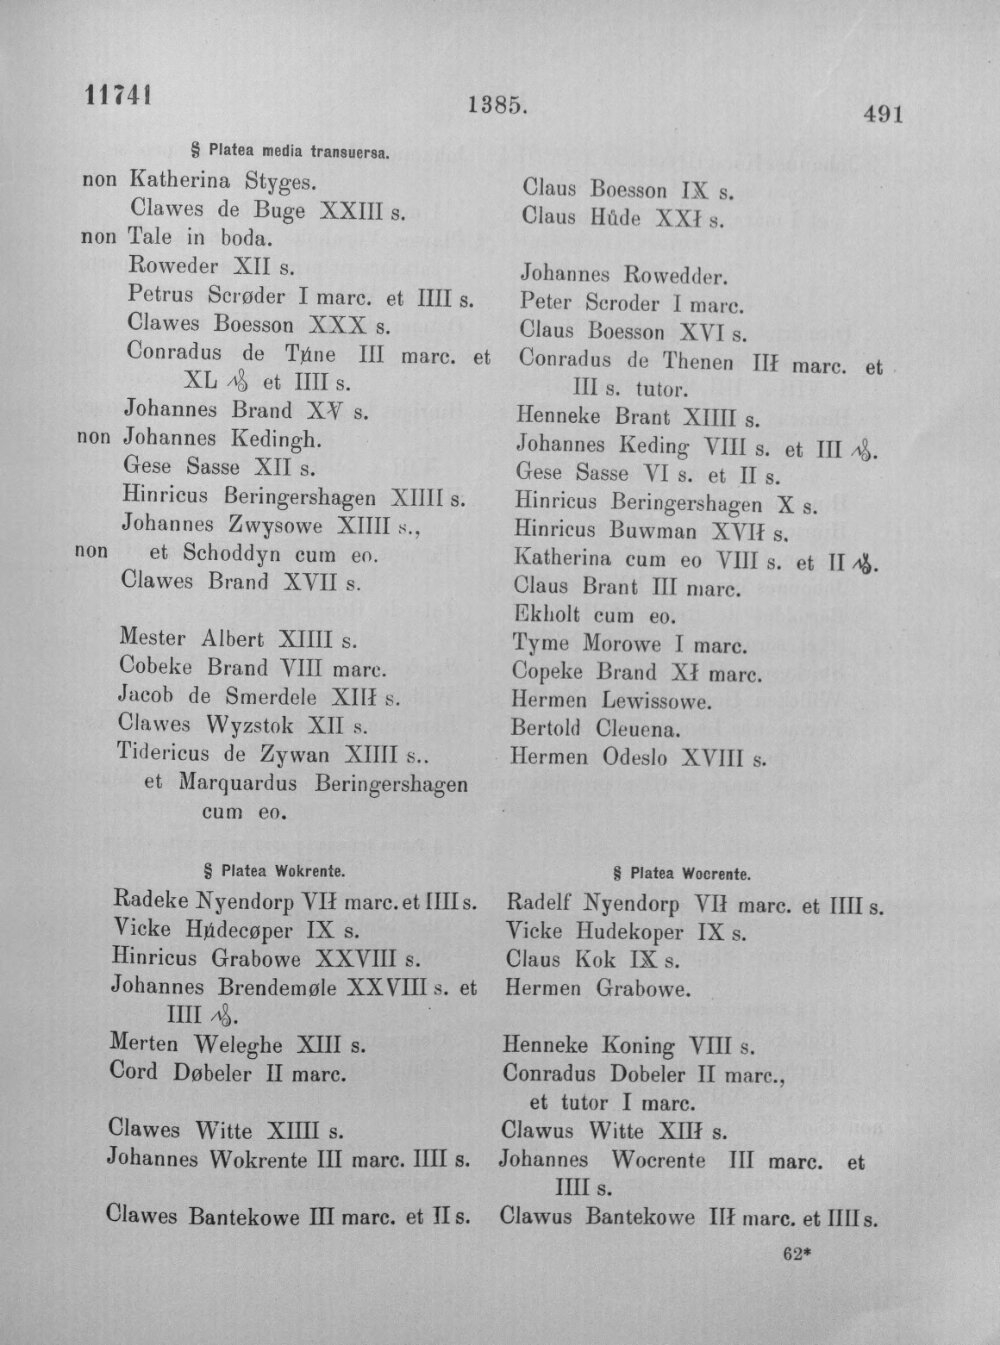 11741
1385.
491
§ Platea media transuersa.
non Katherina Styges.
Clawes de Buge XXIII s.
non Tale in boda.
Roweder XII s.
Petrus Scrøder I marc. et IIII s.
Clawes Boesson XXX s.
Conradus de Tɏne III marc. et
XL ₰ et IIII s.
Johannes Brand XV̵ s.
non Johannes Kedingh.
Gese Sasse XII s.
Hinricus Beringershagen XIIII s.
Johannes Zwysowe XIIII s.,
non et Schoddyn cum eo.
Clawes Brand XVII s.
Mester Albert XIIII s.
Cobeke Brand VIII marc.
Jacob de Smerdele XIIƚ s.
Clawes Wyzstok XII s.
Tidericus de Zywan XIIII s..
et Marquardus Beringershagen
cum eo.
Claus Boesson IX s.
Claus Hůde XXƚ s.
Johannes Rowedder.
Peter Scroder I marc.
Claus Boesson XVI s.
Conradus de Thenen IIƚ marc. et
III s. tutor.
Henneke Brant XIIII s.
Johannes Keding VIII s. et III ₰.
Gese Sasse VI s. et II s.
Hinricus Beringershagen X s.
Hinricus Buwman XVIƚ s.
Katherina cum eo VIII s. et II ₰.
Claus Brant III marc.
Ekholt cum eo.
Tyme Morowe I marc.
Copeke Brand Xƚ marc.
Hermen Lewissowe.
Bertold Cleuena.
Hermen Odeslo XVIII s.
§ Platea Wokrente.
Radeke Nyendorp VIƚ marc. et IIII s.
Vicke Hɏdecøper IX s.
Hinricus Grabowe XXVIII s.
Johannes Brendemøle XXVIII s. et
IIII ₰.
Merten Weleghe XIII s.
Cord Døbeler II marc.
Clawes Witte XIIII s.
Johannes Wokrente III marc. IIII s.
Clawes Bantekowe III marc. et II s.
§ Platea Wocrente.
Radelf Nyendorp VIƚ marc. et IIII s.
Vicke Hudekoper IX s.
Claus Kok IX s.
Hermen Grabowe.
Henneke Koning VIII s.
Conradus Dobeler II marc.,
et tutor I marc.
Clawus Witte XIIƚ s.
Johannes Wocrente III marc. et
IIII s.
Clawus Bantekowe IIƚ marc. et IIII s.
62*